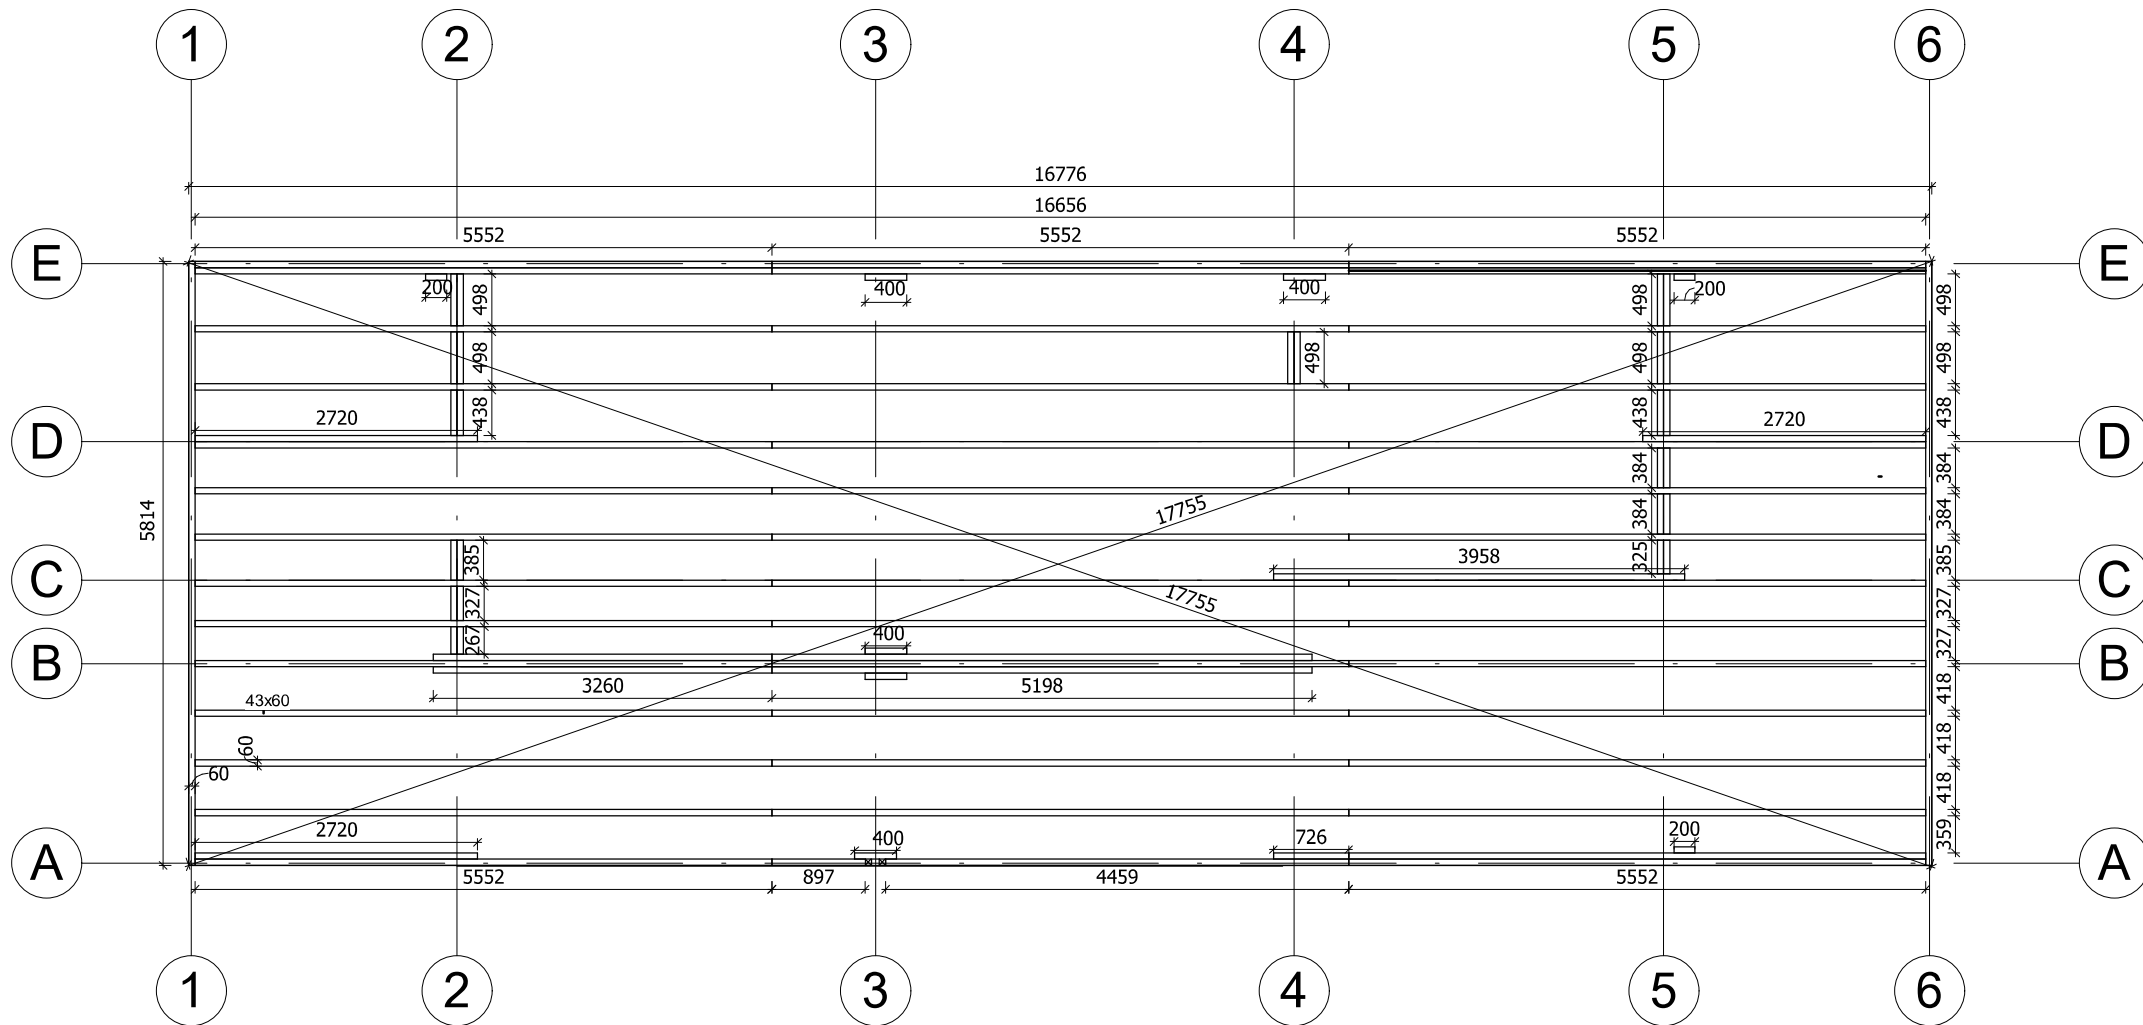 1 2 3 4 5 6
16776
16656
5552 5552 5552
E E
200 498 400 400 498 200 498
498 498 498 498
2720 438 438 2720 438
D D
384 384
5814 17755 384 384
385 3958 325 385
C C
17755
327 327
267 400 327
B B
3260 5198 418
43x60
60 418
60 418
2720 400 726 200 359
A A
5552 897 4459 5552
1 2 3 4 5 6